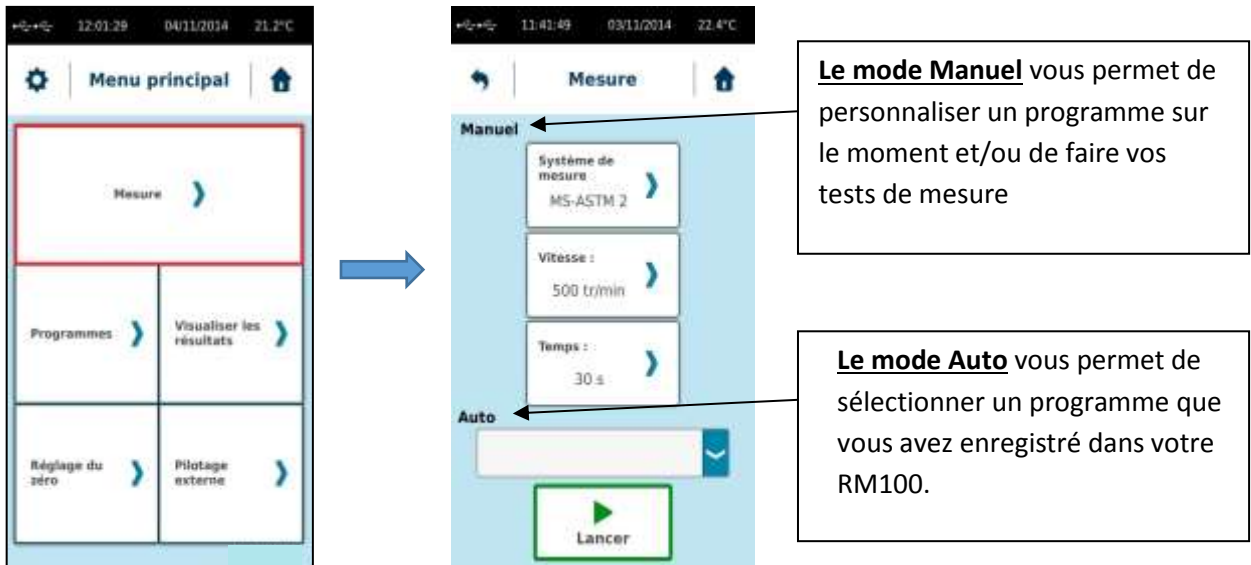 12:01:29 04/11/2014 21.2°C
Menu principal
Mesure
Programmes
Visualiser les
résultats
Réglage du
zéro
Pilotage
externe
11:41:49 03/11/2014 22.4°C
Mesure
Manuel
Système de
mesure
MS-ASTM 2
Vitesse :
500 tr/min
Temps :
30 s
Auto
Lancer
Le mode Manuel vous permet de
personnaliser un programme sur
le moment et/ou de faire vos
tests de mesure
Le mode Auto vous permet de
sélectionner un programme que
vous avez enregistré dans votre
RM100.